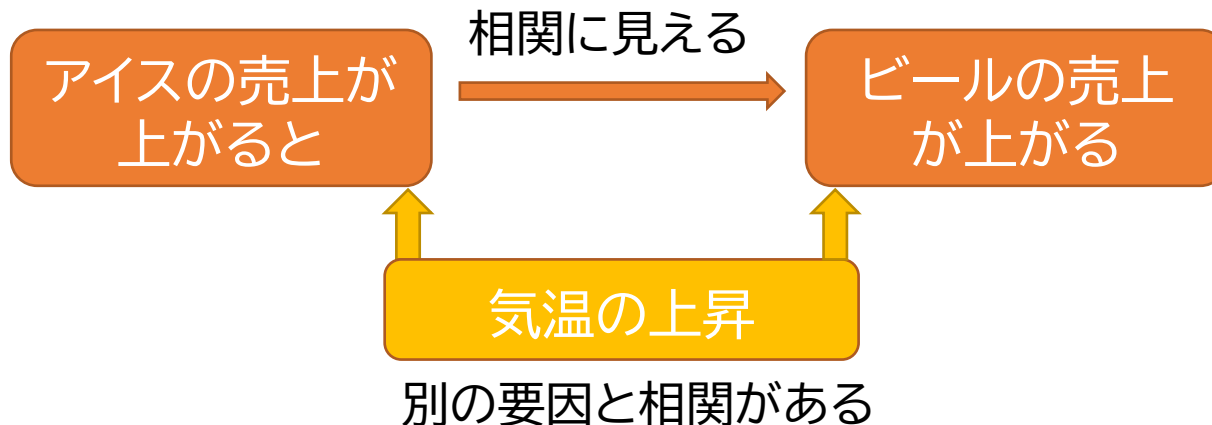 相関に見える
アイスの売上が
上がると
ビールの売上
が上がる
気温の上昇
別の要因と相関がある